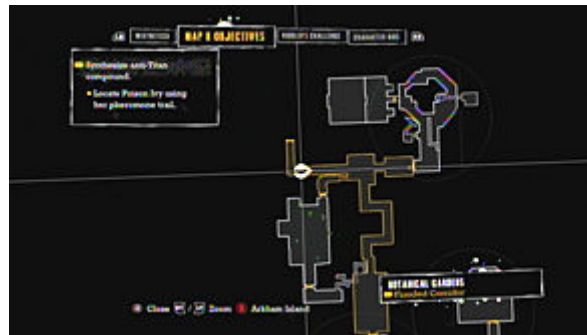 MAP & OBJECTIVES
RIDDLER'S CHALLENGE
CHARACTER BIOS
Synthesize anti-Titan
compound.
Locate Poison Ivy using
her pheromone trail.
BOTANICAL GARDENS
Flooded Corridor
Close
/
Zoom
Arkham Island